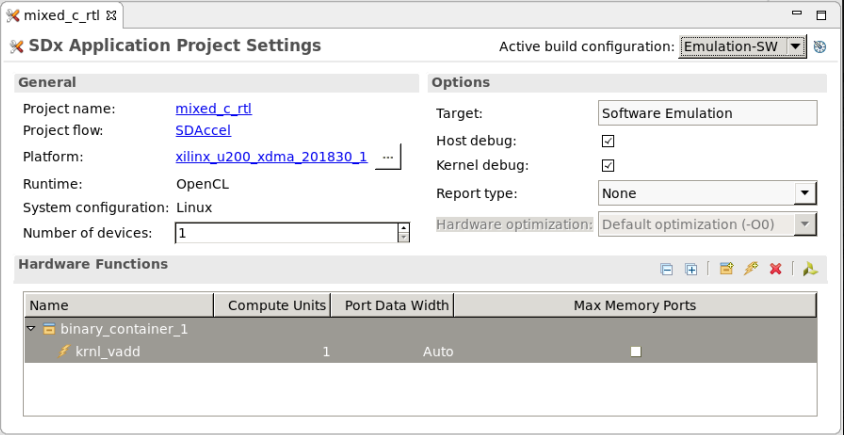 mixed_c_rtl
SDx Application Project Settings
Active build configuration: Emulation-SW
General
Project name: mixed_c_rtl
Project flow: SDAccel
Platform: xilinx_u200_xdma_201830_1 ...
Runtime: OpenCL
System configuration: Linux
Number of devices: 1
Options
Target: Software Emulation
Host debug:
Kernel debug:
Report type: None
Hardware optimization: Default optimization (-O0)
Hardware Functions
Name Compute Units Port Data Width Max Memory Ports
binary_container_1
krnl_vadd 1 Auto